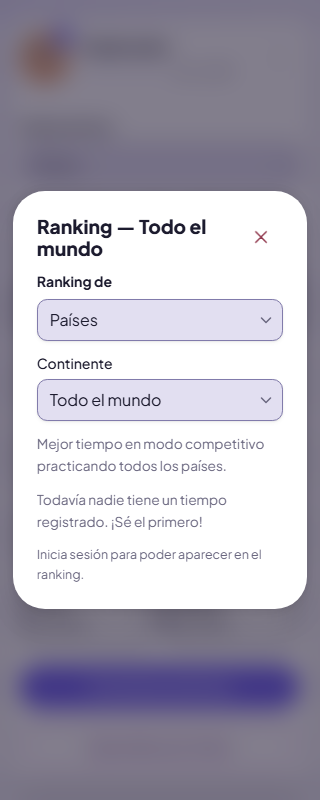 Ranking — Todo el
mundo
Ranking de
Países
Continente
Todo el mundo
Mejor tiempo en modo competitivo
practicando todos los países.
Todavía nadie tiene un tiempo
registrado. ¡Sé el primero!
Inicia sesión para poder aparecer en el
ranking.